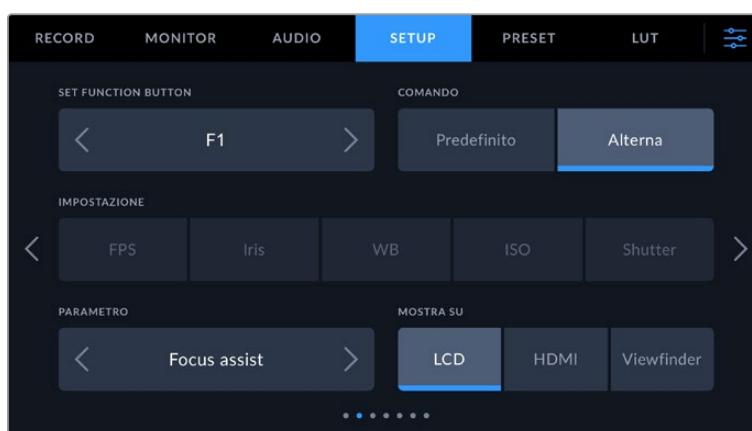 RECORD MONITOR AUDIO SETUP PRESET LUT
SET FUNCTION BUTTON COMANDO
F1 Predefinito Alterna
IMPOSTAZIONE
FPS Iris WB ISO Shutter
PARAMETRO MOSTRA SU
Focus assist LCD HDMI Viewfinder